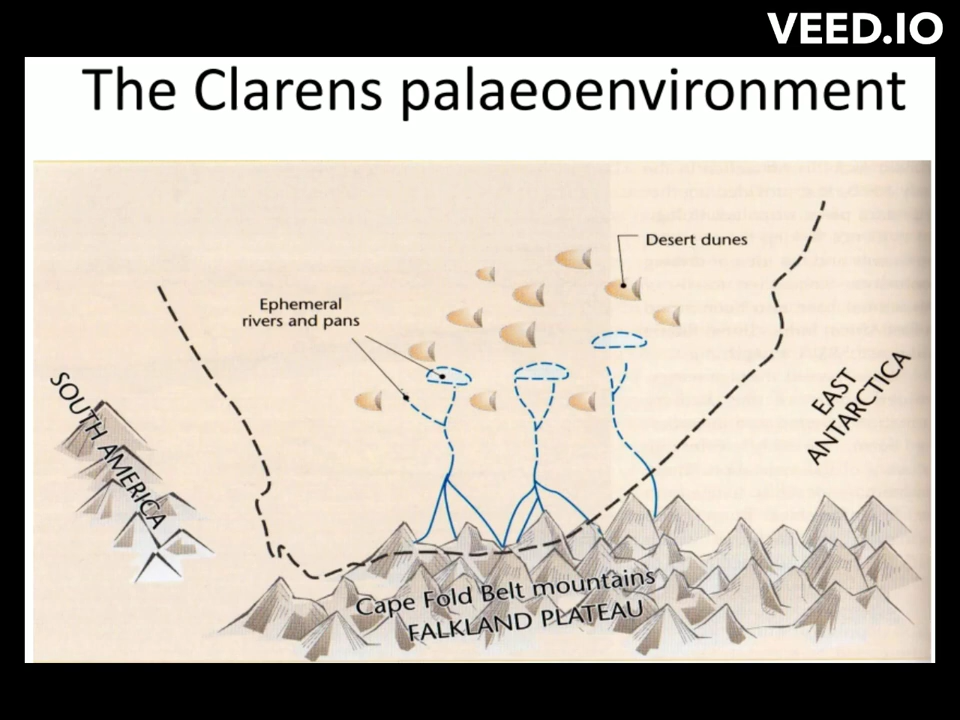 VEED.IO
The Clarens palaeoenvironment
Desert dunes
Ephemeral
rivers and pans
SOUTH AMERICA
EAST
ANTARCTICA
Cape Fold Belt mountains
FALKLAND PLATEAU